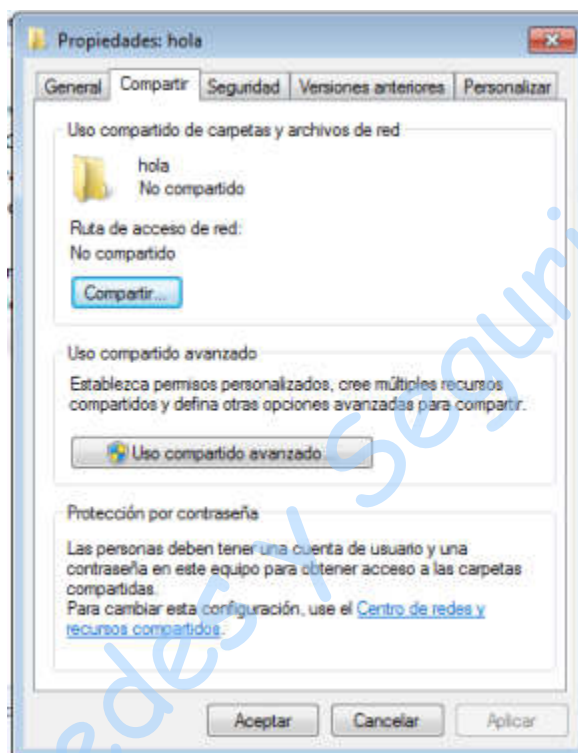 Propiedades: hola
General Compartir Seguridad Versiones anteriores Personalizar
Uso compartido de carpetas y archivos de red
hola
No compartido
Ruta de acceso de red:
No compartido
Compartir...
Uso compartido avanzado
Establezca permisos personalizados, cree múltiples recursos
compartidos y defina otras opciones avanzadas para compartir.
Uso compartido avanzado...
Protección por contraseña
Las personas deben tener una cuenta de usuario y una
contraseña en este equipo para obtener acceso a las carpetas
compartidas.
Para cambiar esta configuración, use el Centro de redes y
recursos compartidos.
Aceptar Cancelar Aplicar